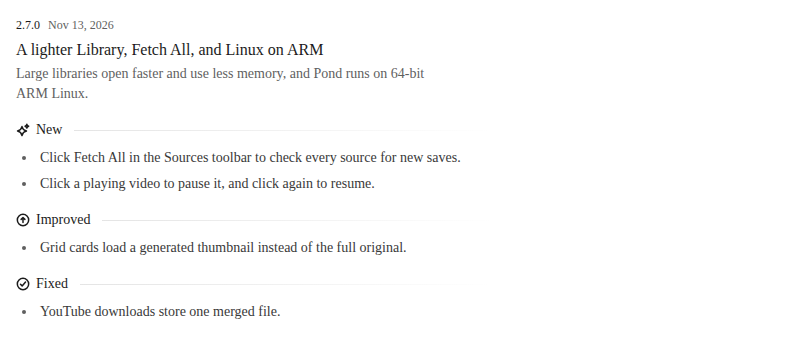 2.7.0 Nov 13, 2026
A lighter Library, Fetch All, and Linux on ARM
Large libraries open faster and use less memory, and Pond runs on 64-bit
ARM Linux.
New
Click Fetch All in the Sources toolbar to check every source for new saves.
Click a playing video to pause it, and click again to resume.
Improved
Grid cards load a generated thumbnail instead of the full original.
Fixed
YouTube downloads store one merged file.